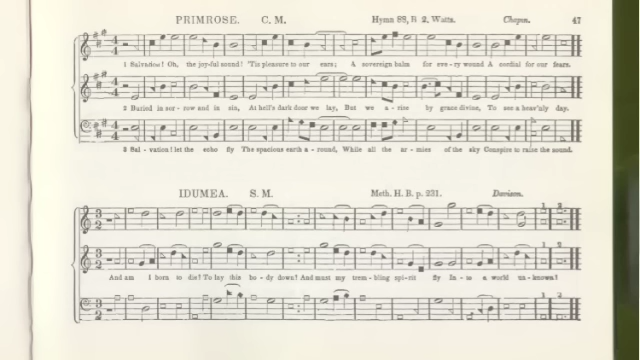 PRIMROSE. C. M. Hymn 88, B 2. Watts. Chapin. 47
1 Salvation! Oh, the joy-ful sound! 'Tis pleasure to our ears; A sovereign balm for eve-ry wound A cordial for our fears.
2 Buried in sor-row and in sin, At hell's dark door we lay, But we a-rise by grace divine, To see a heav'nly day.
3 Sal-vation! let the echo fly The spacious earth a-round, While all the ar-mies of the sky Conspire to raise the sound.
IDUMEA. S. M. Meth. H. B. p. 231. Davison.
And am I born to die? To lay this bo-dy down! And must my trem-bling spirit fly In-to a world un-known!